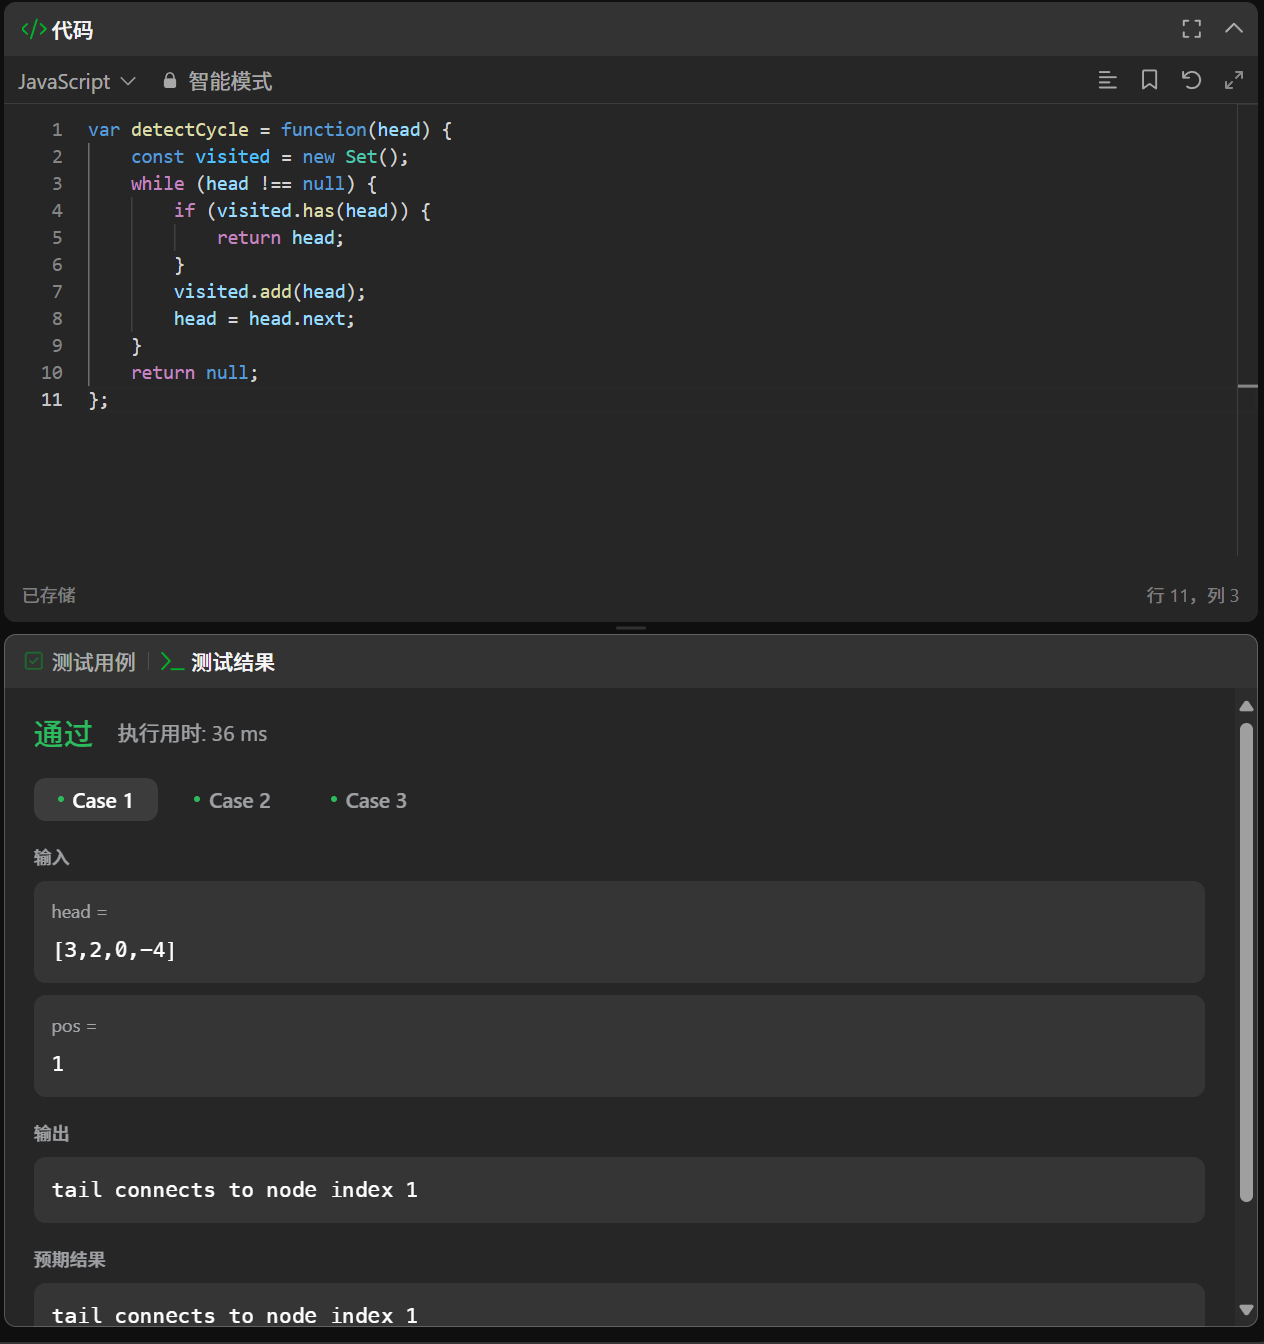 </> 代码
JavaScript 智能模式
1 var detectCycle = function(head) {
2     const visited = new Set();
3     while (head !== null) {
4         if (visited.has(head)) {
5             return head;
6         }
7         visited.add(head);
8         head = head.next;
9     }
10     return null;
11 };
已存储 行 11，列 3
测试用例 >_ 测试结果
通过 执行用时: 36 ms
• Case 1 • Case 2 • Case 3
输入
head =
[3,2,0,-4]
pos =
1
输出
tail connects to node index 1
预期结果
tail connects to node index 1